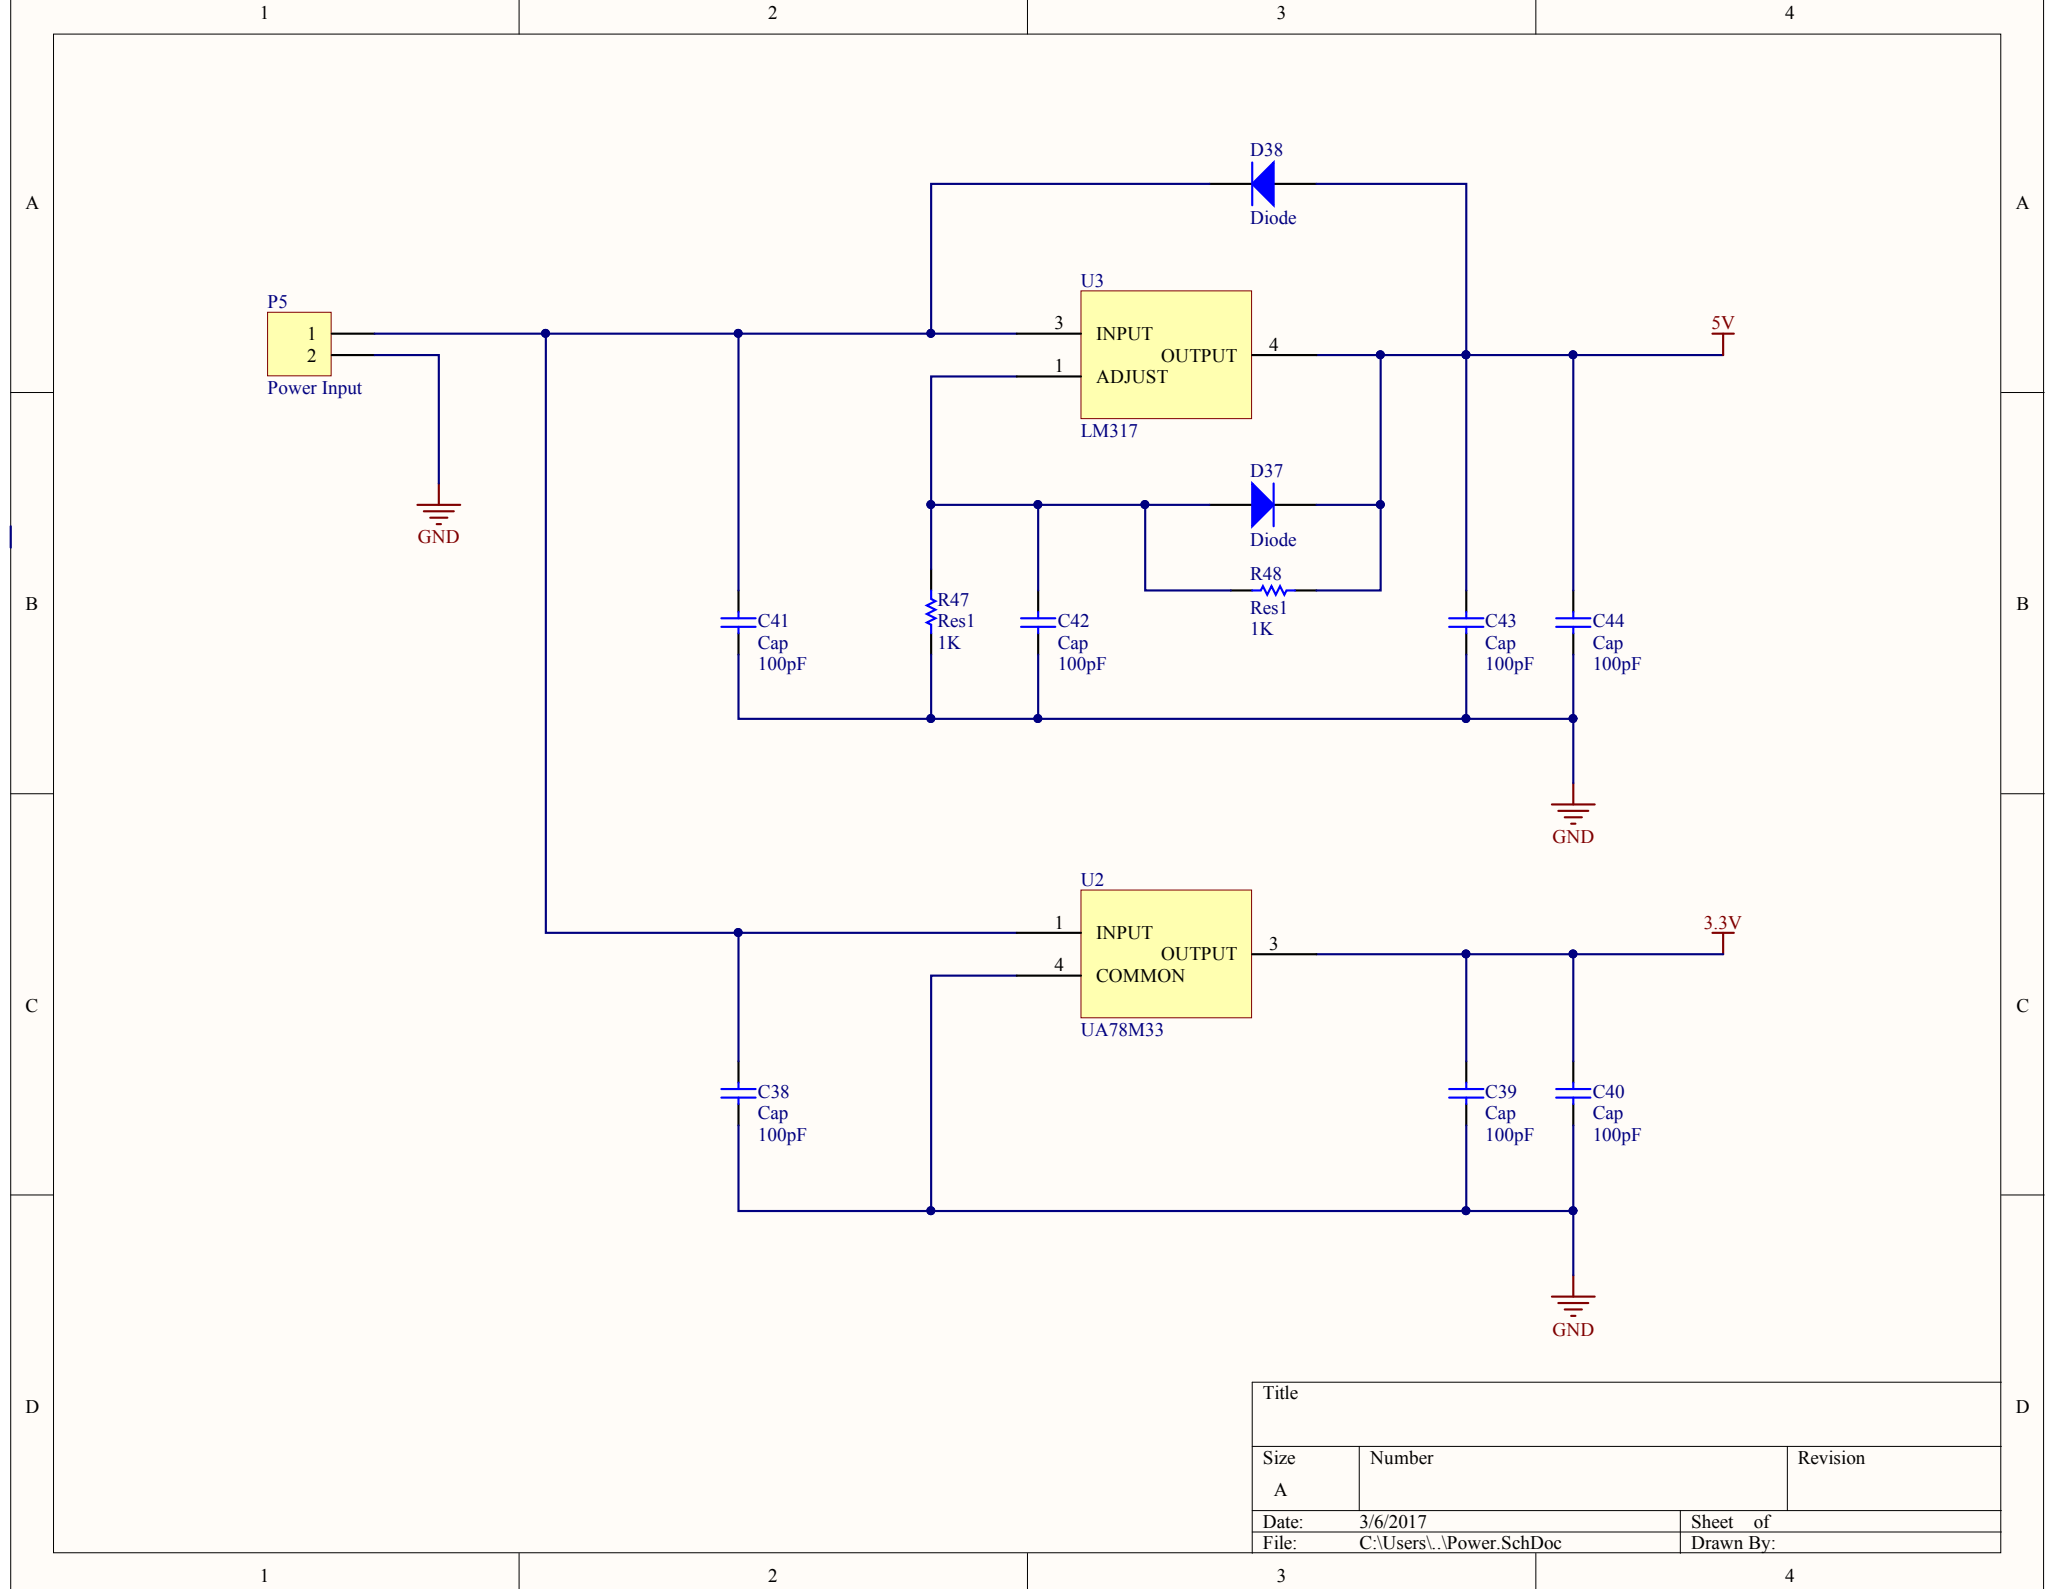 1 2 3 4
A A
B B
C C
D D
D38
Diode
U3
3 INPUT
OUTPUT 4
1 ADJUST
LM317
P5
1
2
Power Input
GND
5V
D37
Diode
R48
Res1
1K
R47
Res1
1K
C41
Cap
100pF
C42
Cap
100pF
C43
Cap
100pF
C44
Cap
100pF
GND
U2
1 INPUT
OUTPUT 3
4 COMMON
UA78M33
3.3V
C38
Cap
100pF
C39
Cap
100pF
C40
Cap
100pF
GND
Title
Size Number Revision
A
Date: 3/6/2017 Sheet of
File: C:\Users\..\Power.SchDoc Drawn By:
1 2 3 4